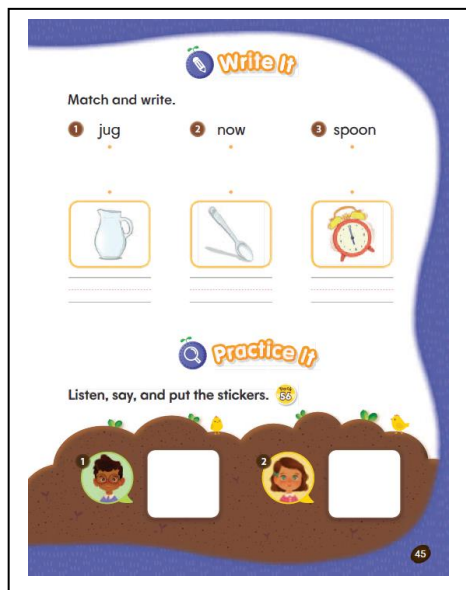 Write It
Match and write.
1 jug 2 now 3 spoon
Practice It
Listen, say, and put the stickers. Track 56
1 2
45